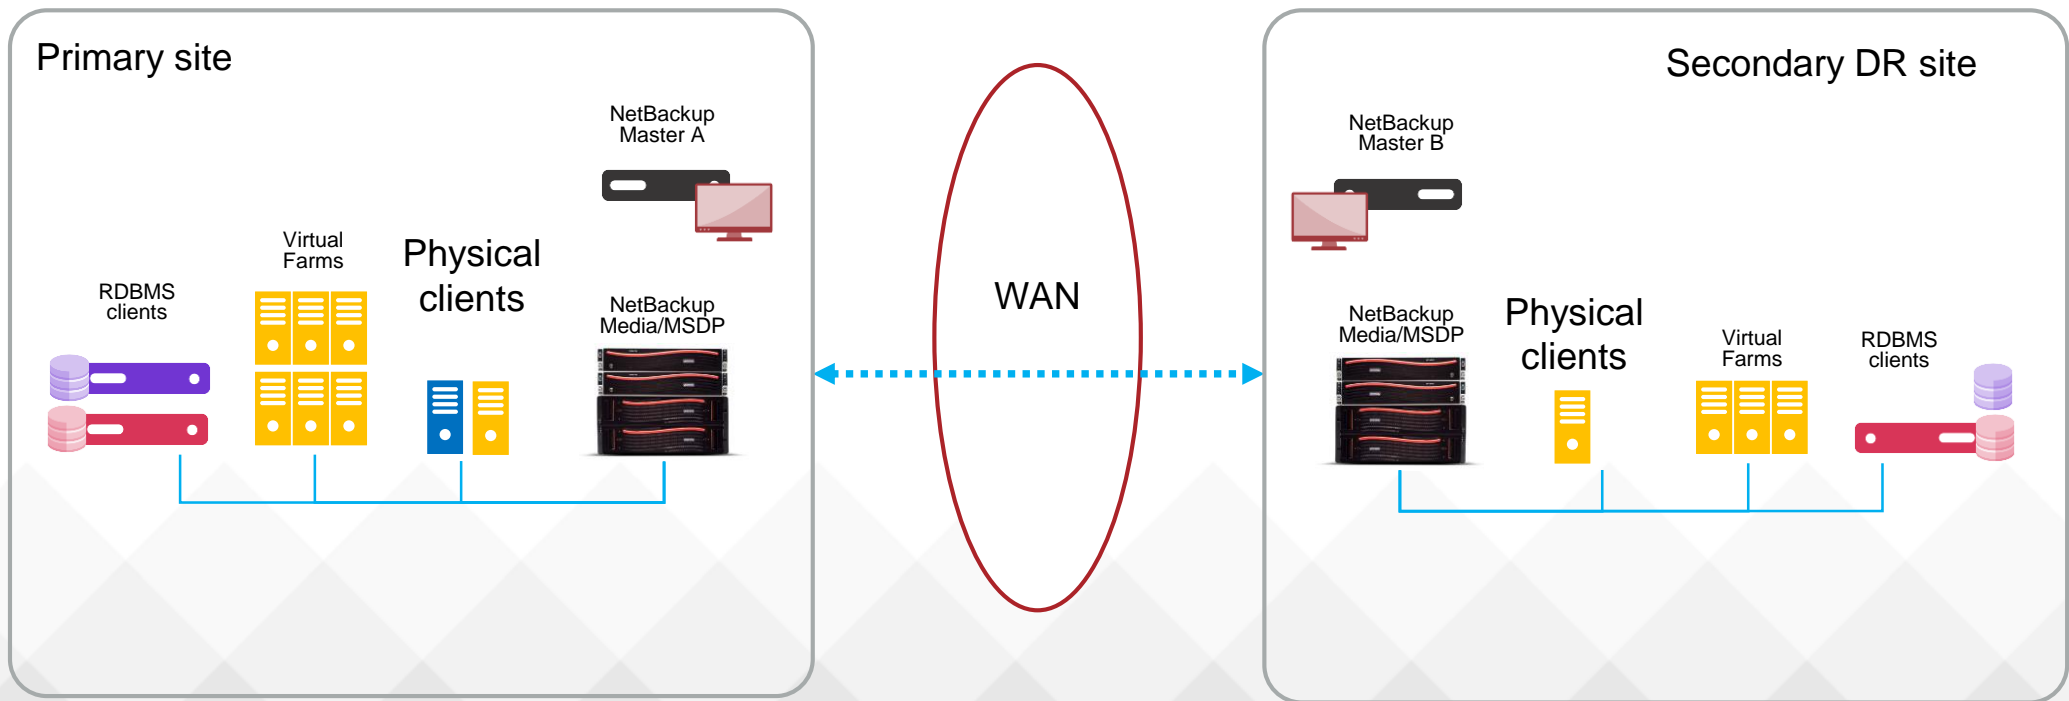 Primary site
NetBackup
Master A
Virtual
Farms
Physical
clients
RDBMS
clients
NetBackup
Media/MSDP
WAN
Secondary DR site
NetBackup
Master B
NetBackup
Media/MSDP
Physical
clients
Virtual
Farms
RDBMS
clients